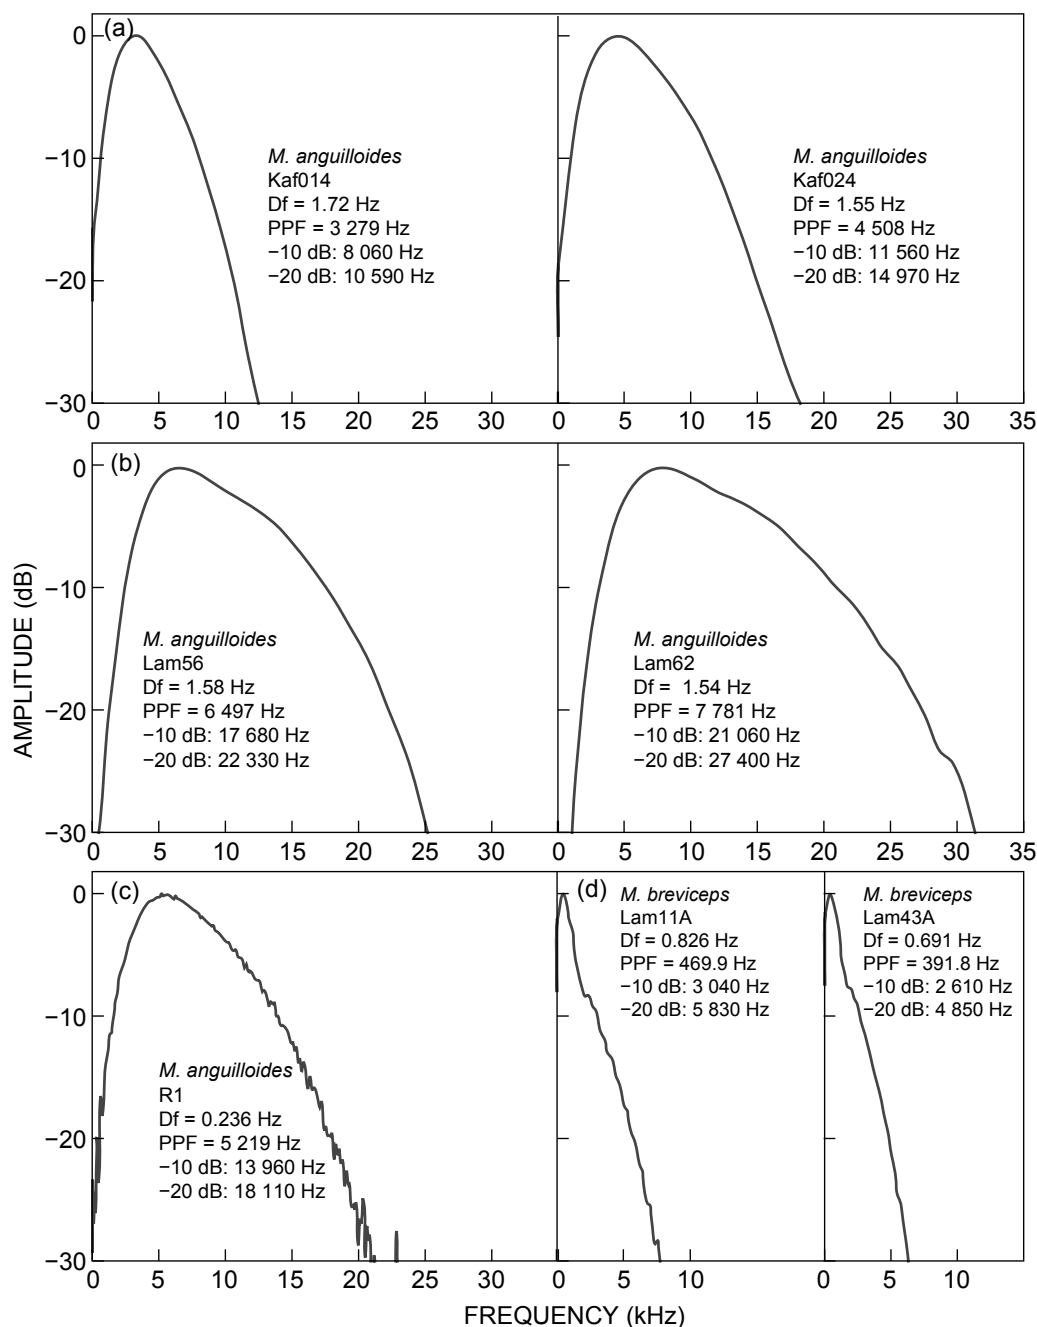 (a)
0
−10
−20
−30
M. anguilloides
Kaf014
Df = 1.72 Hz
PPF = 3 279 Hz
−10 dB: 8 060 Hz
−20 dB: 10 590 Hz
M. anguilloides
Kaf024
Df = 1.55 Hz
PPF = 4 508 Hz
−10 dB: 11 560 Hz
−20 dB: 14 970 Hz
0 5 10 15 20 25 30 0 5 10 15 20 25 30 35
(b)
0
−10
−20
−30
M. anguilloides
Lam56
Df = 1.58 Hz
PPF = 6 497 Hz
−10 dB: 17 680 Hz
−20 dB: 22 330 Hz
M. anguilloides
Lam62
Df =  1.54 Hz
PPF = 7 781 Hz
−10 dB: 21 060 Hz
−20 dB: 27 400 Hz
0 5 10 15 20 25 30 0 5 10 15 20 25 30 35
AMPLITUDE (dB)
(c)
0
−10
−20
−30
M. anguilloides
R1
Df = 0.236 Hz
PPF = 5 219 Hz
−10 dB: 13 960 Hz
−20 dB: 18 110 Hz
(d)
M. breviceps
Lam11A
Df = 0.826 Hz
PPF = 469.9 Hz
−10 dB: 3 040 Hz
−20 dB: 5 830 Hz
M. breviceps
Lam43A
Df = 0.691 Hz
PPF = 391.8 Hz
−10 dB: 2 610 Hz
−20 dB: 4 850 Hz
0 5 10 15 20 25 30 0 5 10 0 5 10
FREQUENCY (kHz)